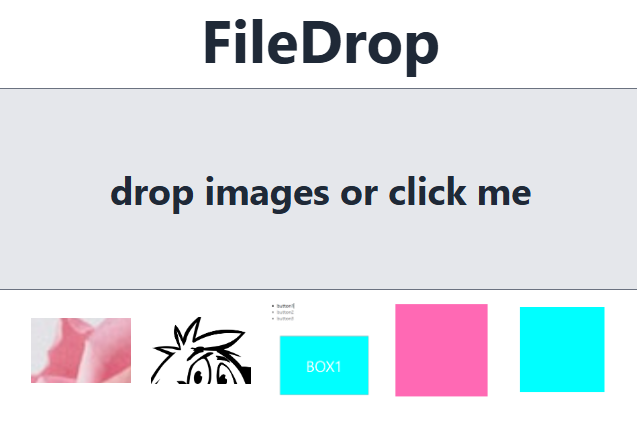 FileDrop
drop images or click me
button1
button2
button3
BOX1